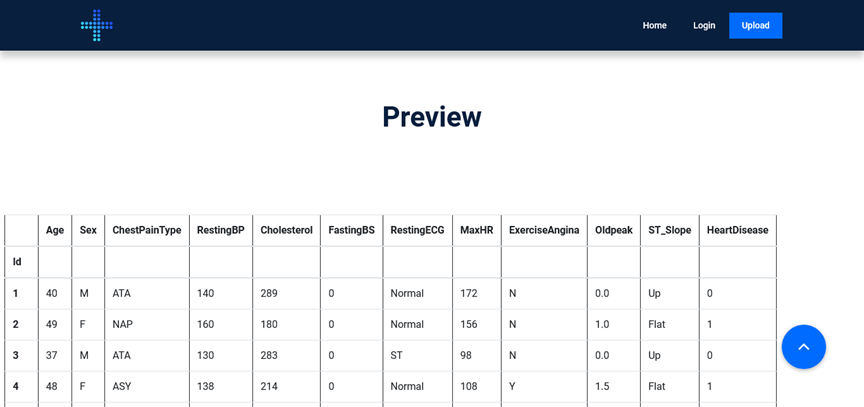 Home Login Upload
Preview
Age Sex ChestPainType RestingBP Cholesterol FastingBS RestingECG MaxHR ExerciseAngina Oldpeak ST_Slope HeartDisease
Id
1 40 M ATA 140 289 0 Normal 172 N 0.0 Up 0
2 49 F NAP 160 180 0 Normal 156 N 1.0 Flat 1
3 37 M ATA 130 283 0 ST 98 N 0.0 Up 0
4 48 F ASY 138 214 0 Normal 108 Y 1.5 Flat 1